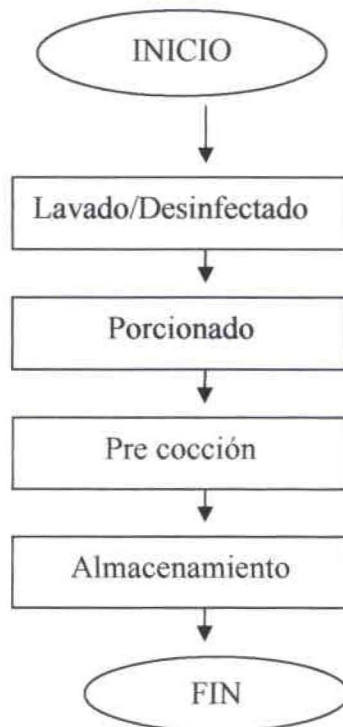 INICIO
Lavado/Desinfectado
Porcionado
Pre cocción
Almacenamiento
FIN